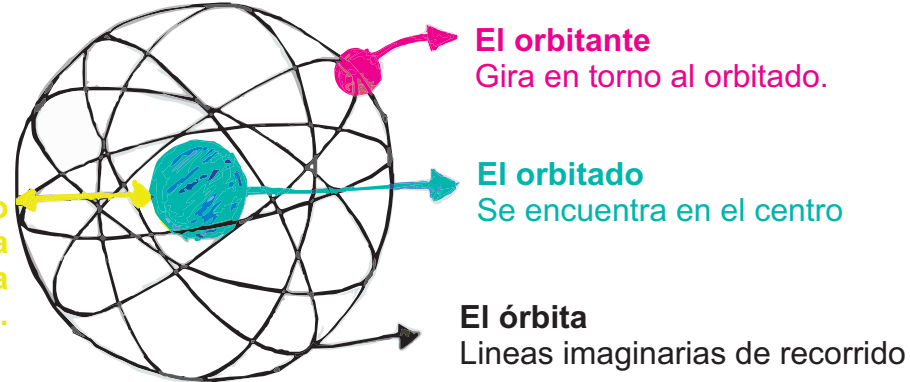 El orbitante
Gira en torno al orbitado.
El orbitado
Se encuentra en el centro
El órbita
Lineas imaginarias de recorrido